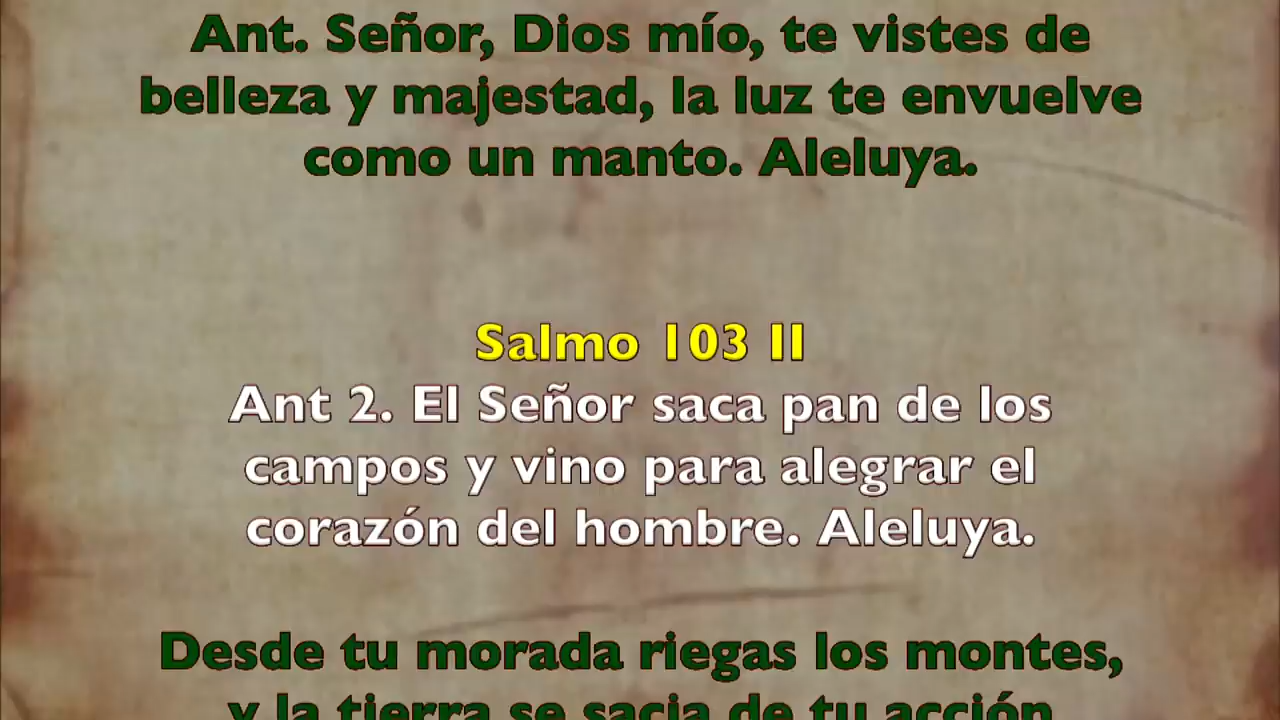 Ant. Señor, Dios mío, te vistes de
belleza y majestad, la luz te envuelve
como un manto. Aleluya.
Salmo 103 II
Ant 2. El Señor saca pan de los
campos y vino para alegrar el
corazón del hombre. Aleluya.
Desde tu morada riegas los montes,
y la tierra se sacia de tu acción